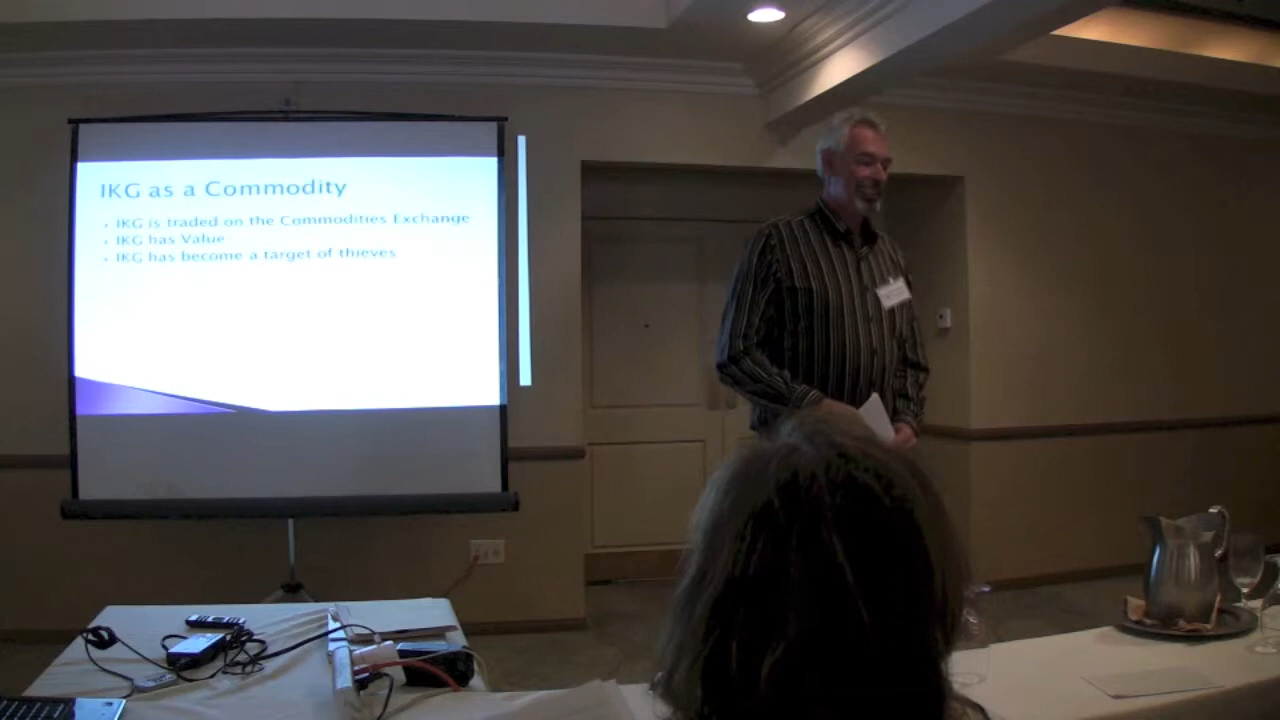 IKG as a Commodity
• IKG is traded on the Commodities Exchange
• IKG has Value
• IKG has become a target of thieves